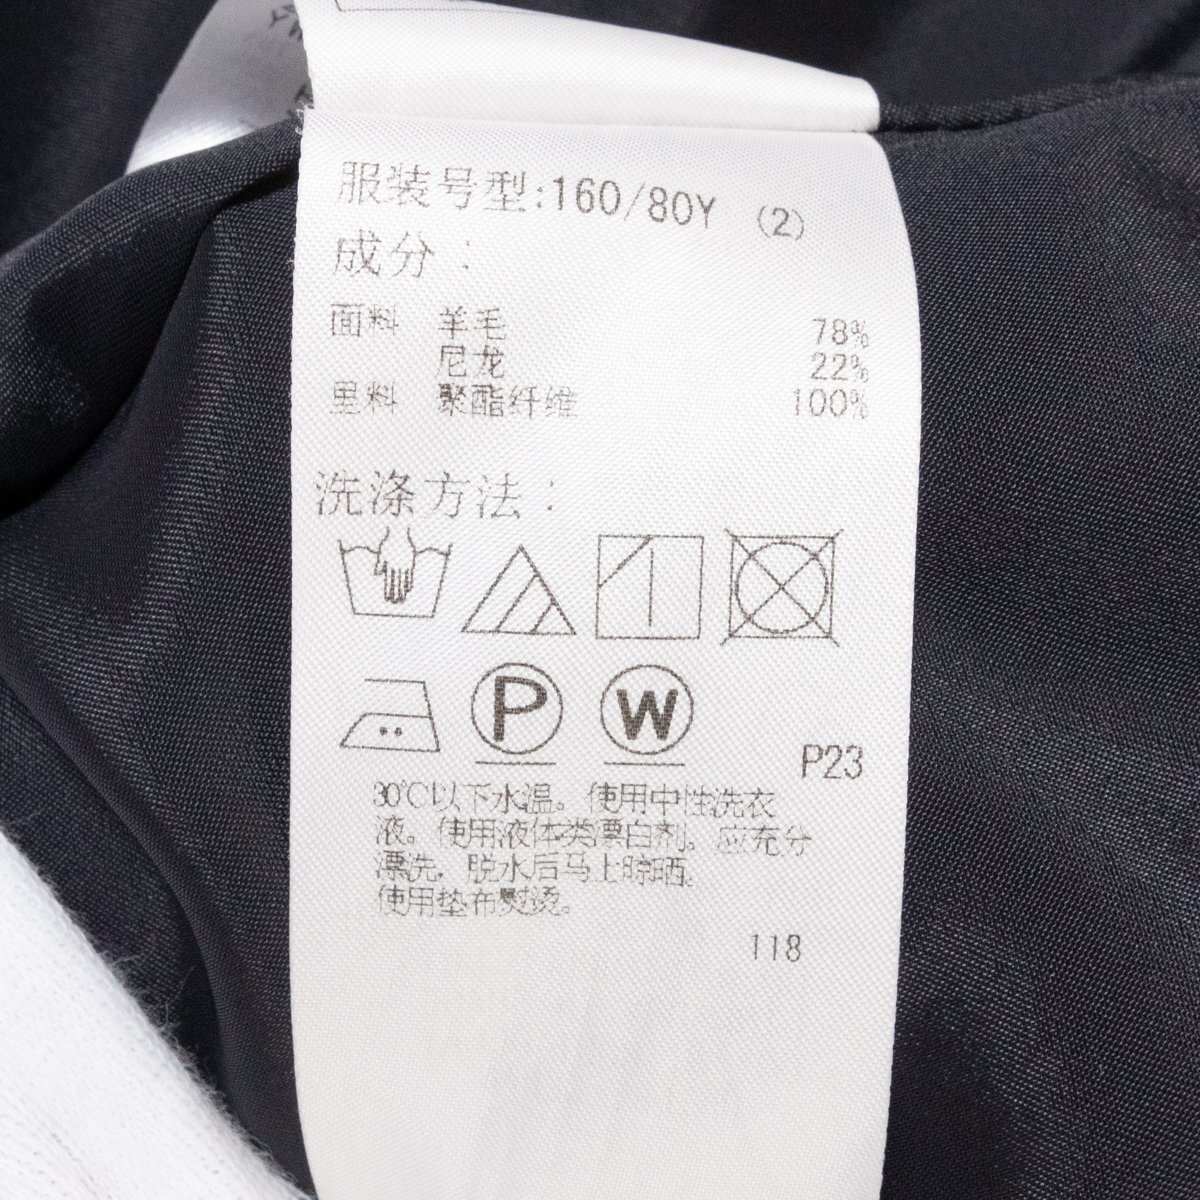 服装号型:160/80Y (2)
成分：
面料 羊毛 78%
尼龙 22%
里料 聚酯纤维 100%
洗涤方法：
P W
P23
30℃以下水温。使用中性洗衣
液。使用液体类漂白剂。应充分
漂洗，脱水后马上晾晒。
使用垫布熨烫。
118